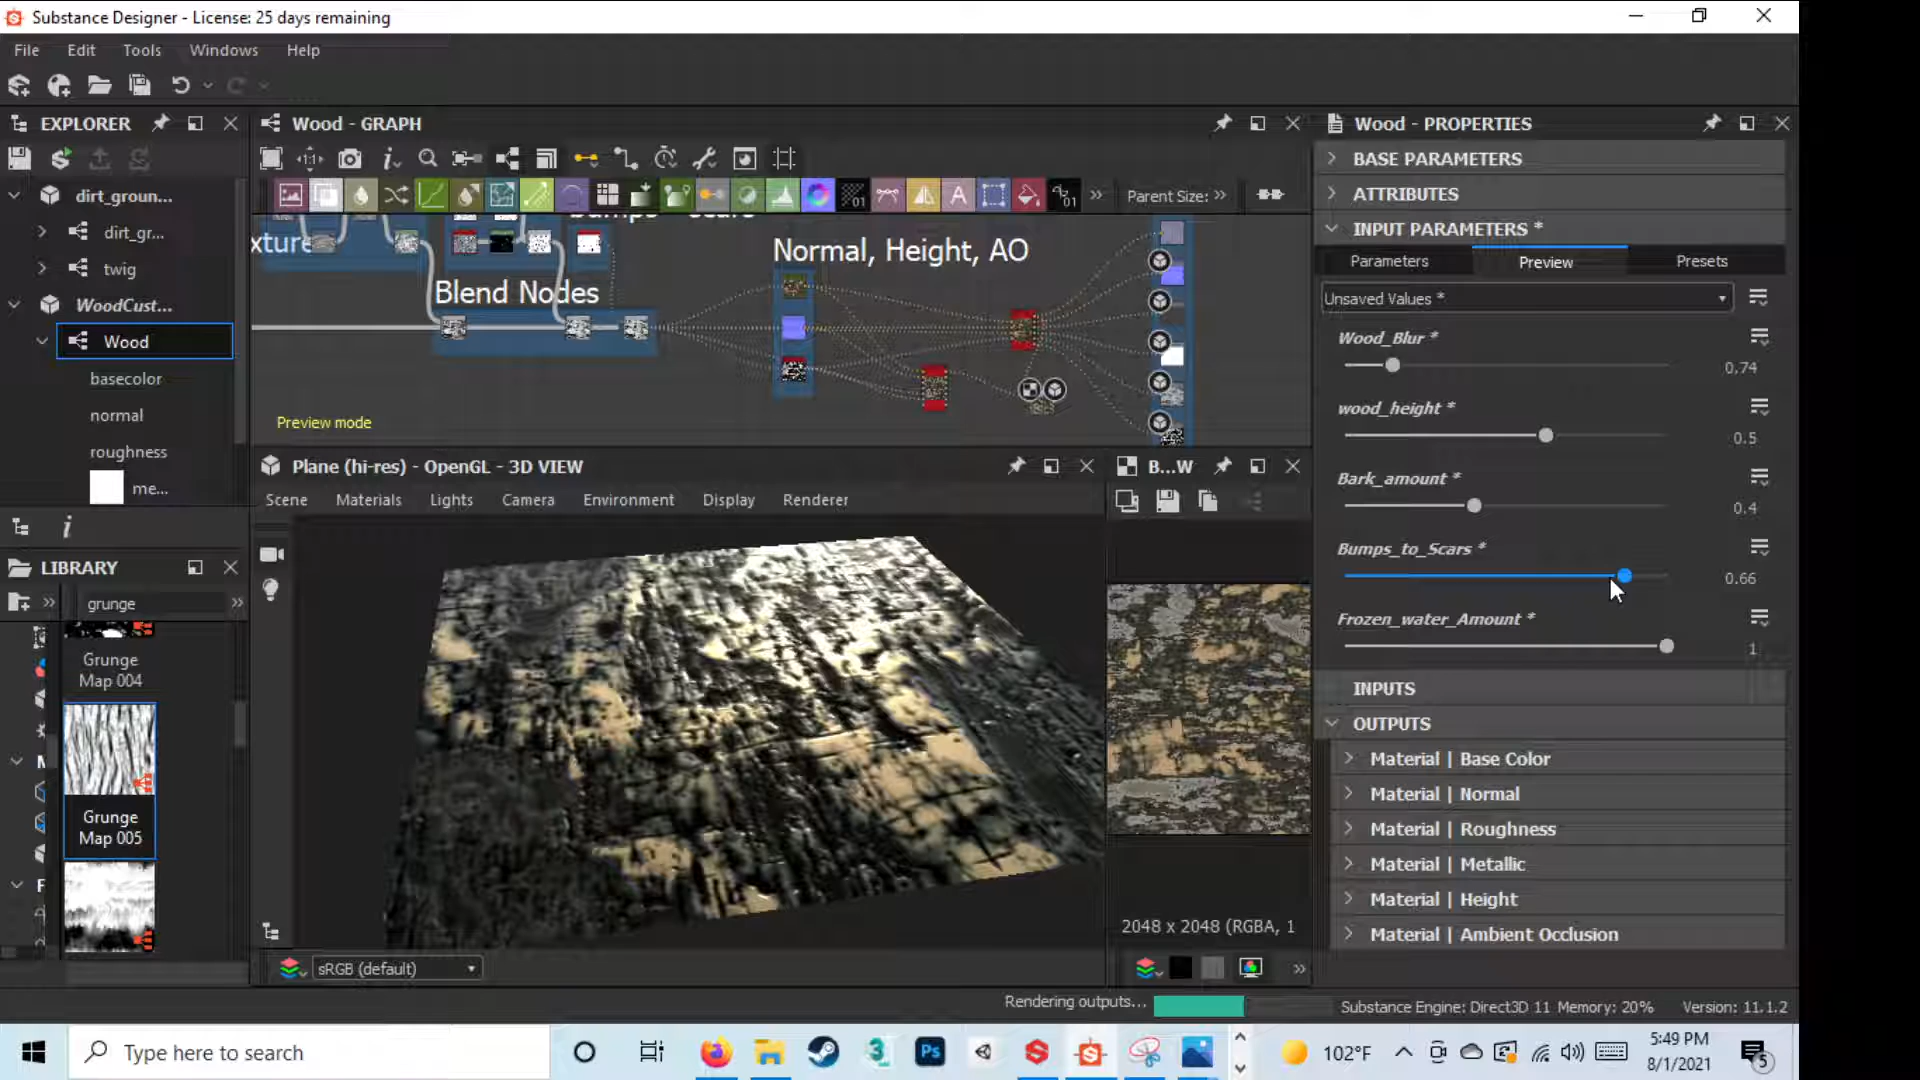 Substance Designer - License: 25 days remaining
File Edit Tools Windows Help
EXPLORER
Wood - GRAPH
Wood - PROPERTIES
BASE PARAMETERS
ATTRIBUTES
INPUT PARAMETERS *
Parameters Preview Presets
Unsaved Values *
Wood_Blur *
0.74
wood_height *
0.5
Bark_amount *
0.4
Bumps_to_Scars *
0.66
Frozen_water_Amount *
1
INPUTS
OUTPUTS
Material | Base Color
Material | Normal
Material | Roughness
Material | Metallic
Material | Height
Material | Ambient Occlusion
dirt_groun...
dirt_gr...
twig
WoodCust...
Wood
basecolor
normal
roughness
me...
Parent Size:
xture
Blend Nodes
Normal, Height, AO
Preview mode
Plane (hi-res) - OpenGL - 3D VIEW
B...W
Scene Materials Lights Camera Environment Display Renderer
LIBRARY
grunge
Grunge
Map 004
Grunge
Map 005
M
F
2048 x 2048 (RGBA, 1
sRGB (default)
Rendering outputs...
Substance Engine: Direct3D 11 Memory: 20%
Version: 11.1.2
Type here to search
Ps
102°F
5:49 PM
8/1/2021
5